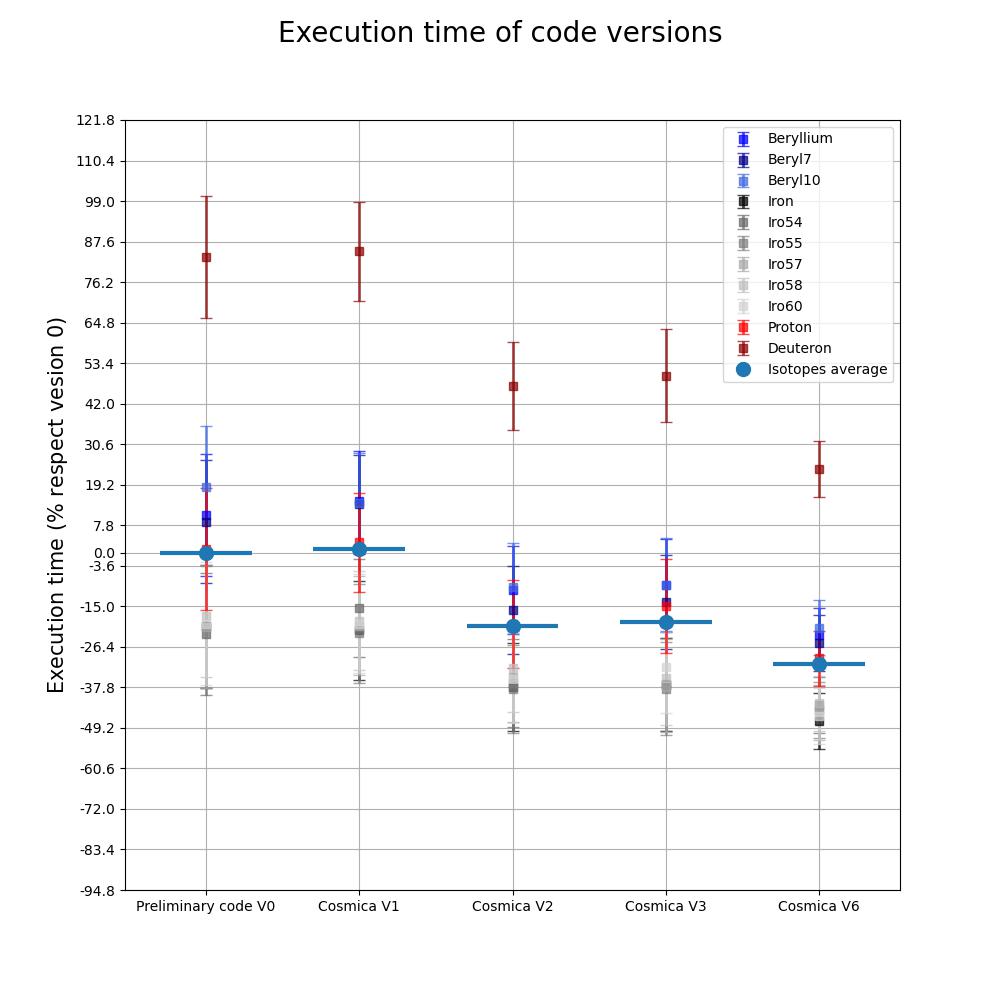 Execution time of code versions
Execution time (% respect vesion 0)
121.8
110.4
99.0
87.6
76.2
64.8
53.4
42.0
30.6
19.2
7.8
0.0
-3.6
-15.0
-26.4
-37.8
-49.2
-60.6
-72.0
-83.4
-94.8
Beryllium
Beryl7
Beryl10
Iron
Iro54
Iro55
Iro57
Iro58
Iro60
Proton
Deuteron
Isotopes average
Preliminary code V0
Cosmica V1
Cosmica V2
Cosmica V3
Cosmica V6